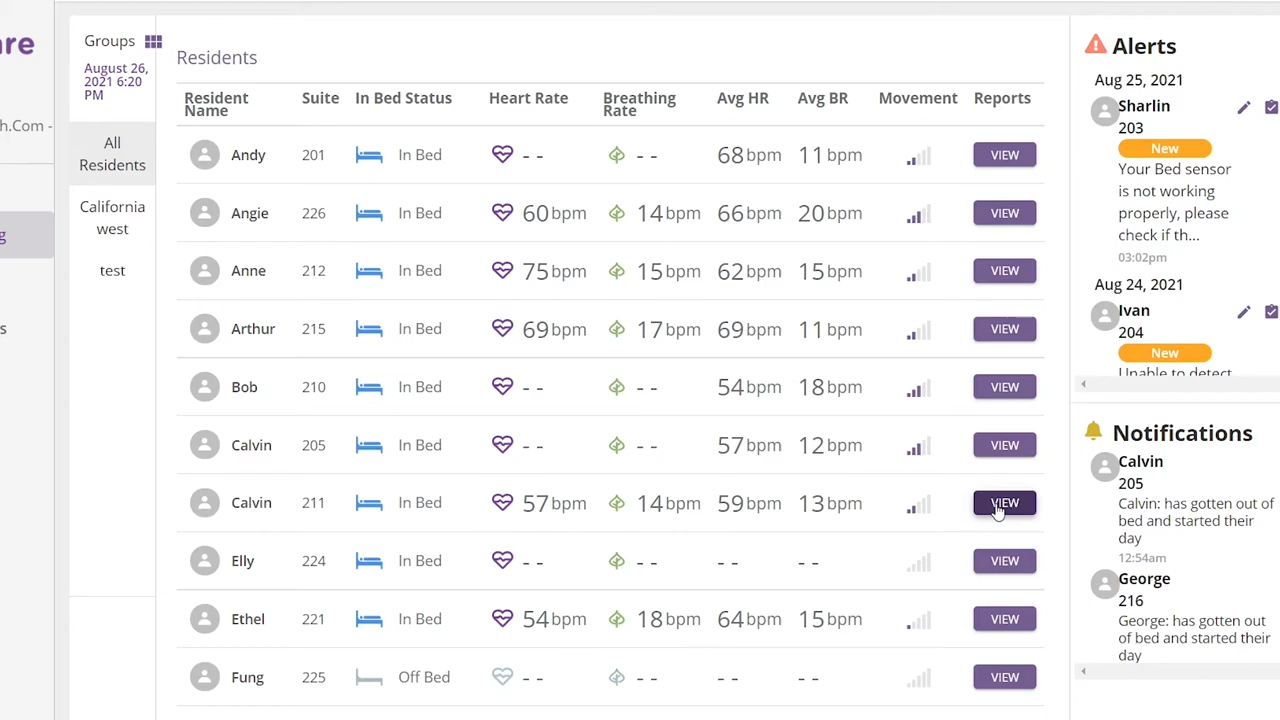 are
h.Com -
g
s
Groups
August 26,
2021 6:20
PM
All
Residents
California
west
test
Residents
Resident
Name
Suite
In Bed Status
Heart Rate
Breathing
Rate
Avg HR
Avg BR
Movement
Reports
Andy 201 In Bed - - - - 68 bpm 11 bpm VIEW
Angie 226 In Bed 60 bpm 14 bpm 66 bpm 20 bpm VIEW
Anne 212 In Bed 75 bpm 15 bpm 62 bpm 15 bpm VIEW
Arthur 215 In Bed 69 bpm 17 bpm 69 bpm 11 bpm VIEW
Bob 210 In Bed - - - - 54 bpm 18 bpm VIEW
Calvin 205 In Bed - - - - 57 bpm 12 bpm VIEW
Calvin 211 In Bed 57 bpm 14 bpm 59 bpm 13 bpm VIEW
Elly 224 In Bed - - - - - - - - VIEW
Ethel 221 In Bed 54 bpm 18 bpm 64 bpm 15 bpm VIEW
Fung 225 Off Bed - - - - - - - - VIEW
Alerts
Aug 25, 2021
Sharlin
203
New
Your Bed sensor
is not working
properly, please
check if th...
03:02pm
Aug 24, 2021
Ivan
204
New
Unable to detect
Notifications
Calvin
205
Calvin: has gotten out of
bed and started their
day
12:54am
George
216
George: has gotten out
of bed and started their
day